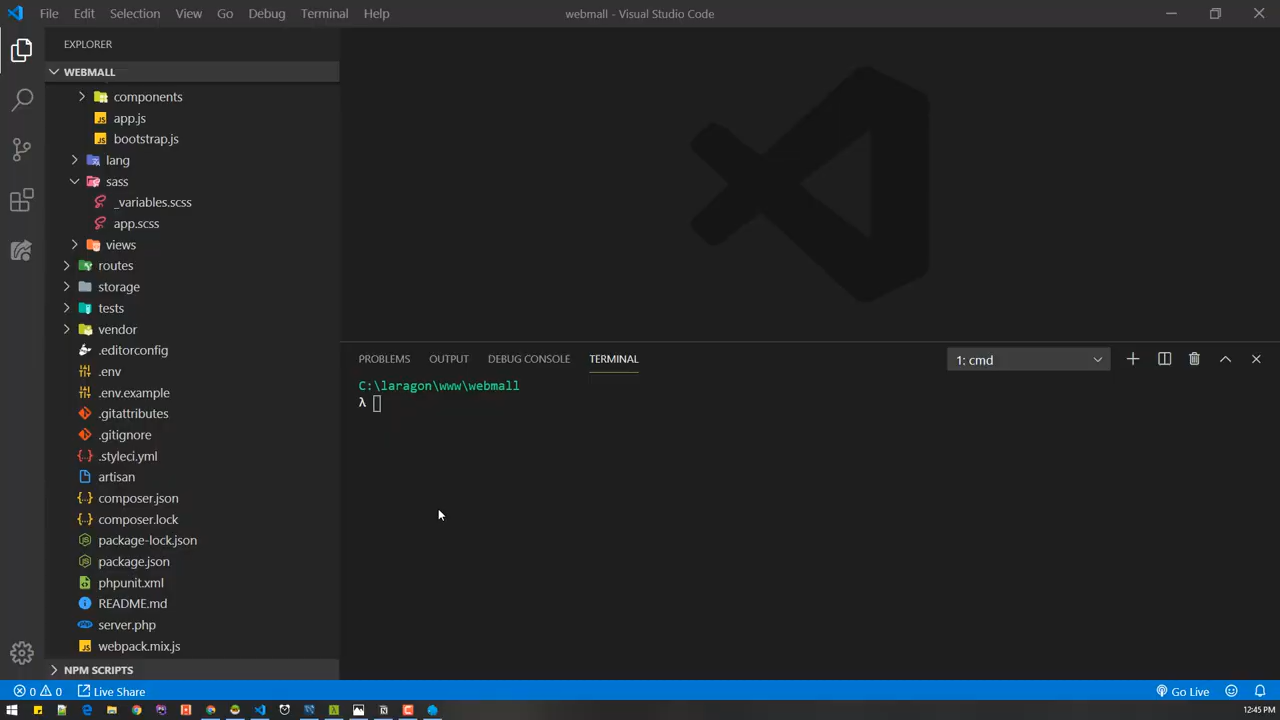 File Edit Selection View Go Debug Terminal Help
webmall - Visual Studio Code
EXPLORER
WEBMALL
components
app.js
bootstrap.js
lang
sass
_variables.scss
app.scss
views
routes
storage
tests
vendor
.editorconfig
.env
.env.example
.gitattributes
.gitignore
.styleci.yml
artisan
composer.json
composer.lock
package-lock.json
package.json
phpunit.xml
README.md
server.php
webpack.mix.js
NPM SCRIPTS
PROBLEMS OUTPUT DEBUG CONSOLE TERMINAL
1: cmd
C:\laragon\www\webmall
λ
0 0 Live Share
Go Live
12:45 PM